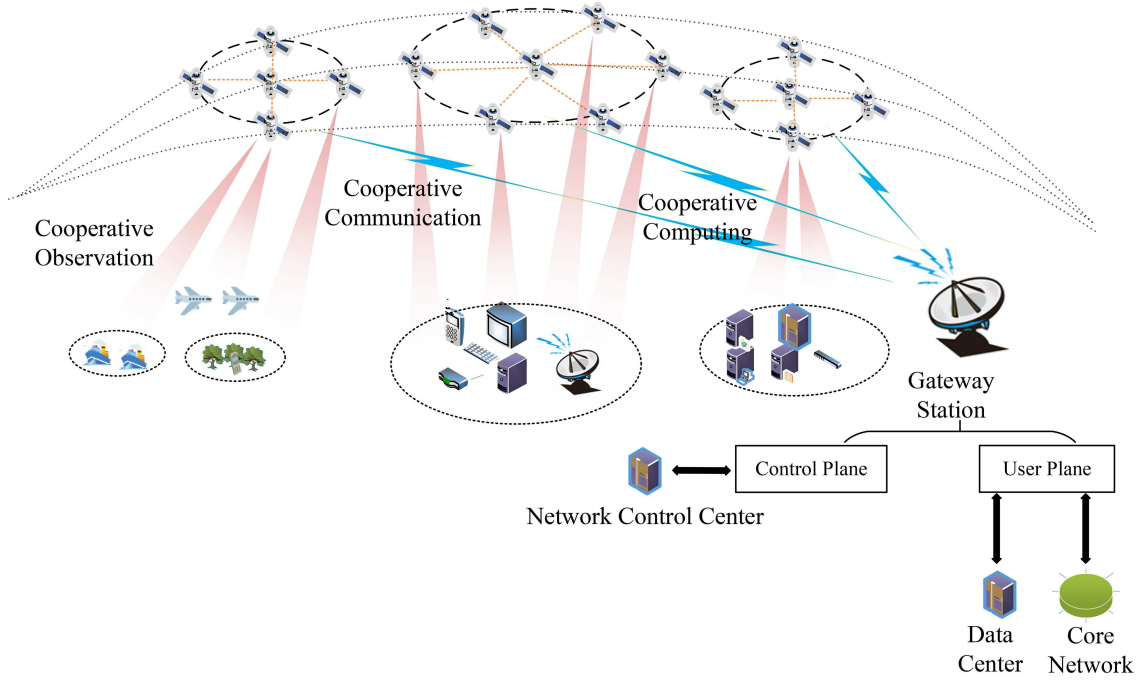 Cooperative
Observation
Cooperative
Communication
Cooperative
Computing
Gateway
Station
Control Plane
User Plane
Network Control Center
Data
Center
Core
Network